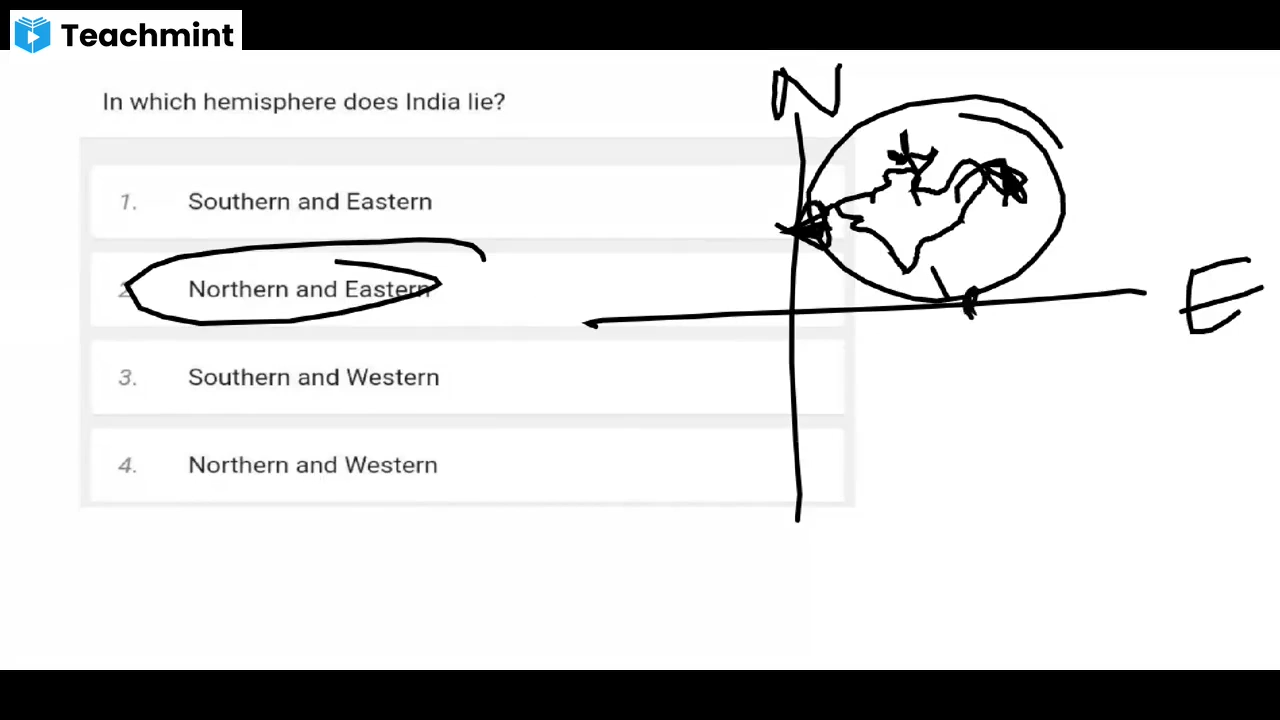 Teachmint
In which hemisphere does India lie?
N
1. Southern and Eastern
2. Northern and Eastern
E
3. Southern and Western
4. Northern and Western